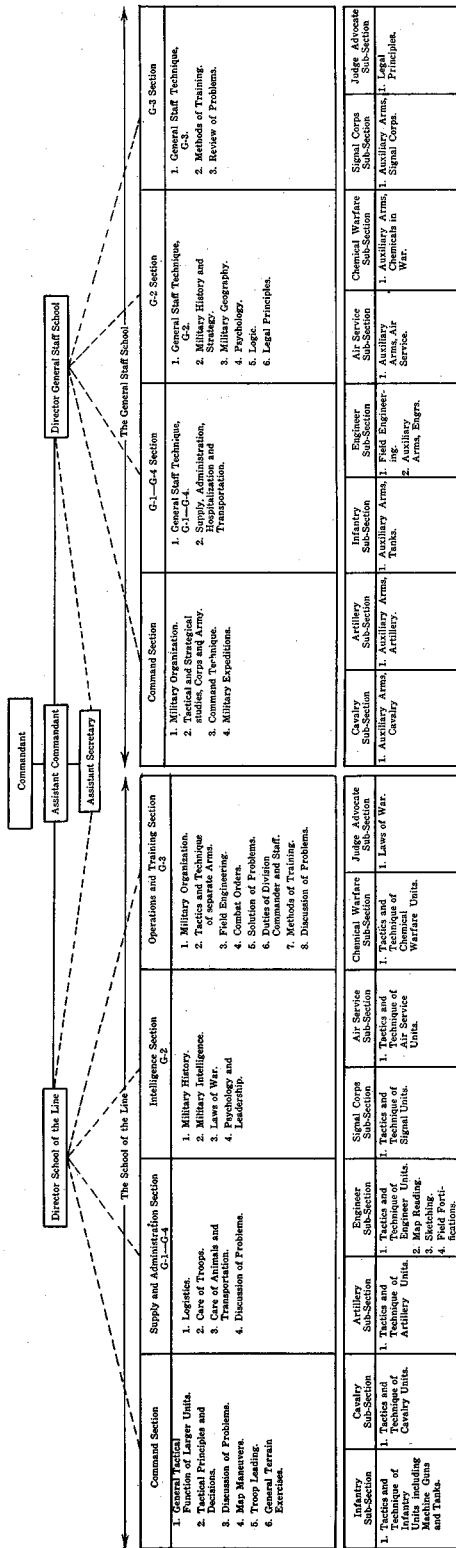 Commandant
Assistant Commandant
Assistant Secretary
Director School of the Line
Director General Staff School
The School of the Line
The General Staff School
Command Section
1. General Tactical
Function of Larger Units.
2. Tactical Principles and
Decisions.
3. Discussion of Problems.
4. Map Maneuvers.
5. Troop Leading.
6. General Terrain
Exercises.
Supply and Administration Section
G-1—G-4
1. Logistics.
2. Care of Troops.
3. Care of Animals and
Transportation.
4. Discussion of Problems.
Intelligence Section
G-2
1. Military History.
2. Military Intelligence.
3. Laws of War.
4. Psychology and
Leadership.
Operations and Training Section
G-3
1. Military Organization.
2. Tactics and Technique
of separate Arms.
3. Field Engineering.
4. Combat Orders.
5. Solution of Problems.
6. Duties of Division
Commander and Staff.
7. Methods of Training.
8. Discussion of Problems.
Command Section
1. Military Organization.
2. Tactical and Strategical
studies, Corps and Army.
3. Command Technique.
4. Military Expeditions.
G-1—G-4 Section
1. General Staff Technique,
G-1—G-4.
2. Supply, Administration,
Hospitalization and
Transportation.
G-2 Section
1. General Staff Technique,
G-2.
2. Military History and
Strategy.
3. Military Geography.
4. Psychology.
5. Logic.
6. Legal Principles.
G-3 Section
1. General Staff Technique,
G-3.
2. Methods of Training.
3. Review of Problems.
Infantry
Sub-Section
1. Tactics and
Technique of
Infantry
Units including
Machine Guns
and Tanks.
Cavalry
Sub-Section
1. Tactics and
Technique of
Cavalry Units.
Artillery
Sub-Section
1. Tactics and
Technique of
Artillery Units.
Engineer
Sub-Section
1. Tactics and
Technique of
Engineer Units.
2. Map Reading.
3. Sketching.
4. Field Forti-
fications.
Signal Corps
Sub-Section
1. Tactics and
Technique of
Signal Units.
Air Service
Sub-Section
1. Tactics and
Technique of
Air Service
Units.
Chemical Warfare
Sub-Section
1. Tactics and
Technique of
Chemical
Warfare Units.
Judge Advocate
Sub-Section
1. Laws of War.
Cavalry
Sub-Section
1. Auxiliary Arms,
Cavalry
Artillery
Sub-Section
1. Auxiliary Arms,
Artillery.
Infantry
Sub-Section
1. Auxiliary Arms,
Tanks.
Engineer
Sub-Section
1. Field Engineer-
ing.
2. Auxiliary
Arms, Engrs.
Air Service
Sub-Section
1. Auxiliary
Arms, Air
Service.
Chemical Warfare
Sub-Section
1. Auxiliary Arms,
Chemicals in
War.
Signal Corps
Sub-Section
1. Auxiliary Arms,
Signal Corps.
Judge Advocate
Sub-Section
1. Legal
Principles.